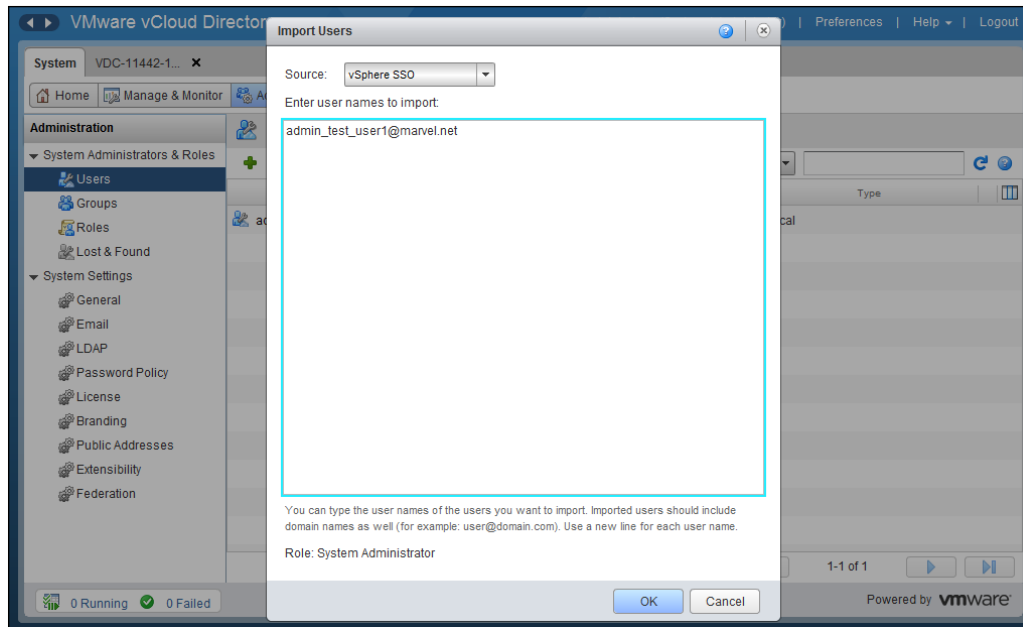 VMware vCloud Director
Preferences | Help | Logout
System
VDC-11442-1...
Home
Manage & Monitor
Administration
System Administrators & Roles
Users
Groups
Roles
Lost & Found
System Settings
General
Email
LDAP
Password Policy
License
Branding
Public Addresses
Extensibility
Federation
Import Users
Source: vSphere SSO
Enter user names to import:
admin_test_user1@marvel.net
You can type the user names of the users you want to import. Imported users should include
domain names as well (for example: user@domain.com). Use a new line for each user name.
Role: System Administrator
OK
Cancel
Type
1-1 of 1
0 Running
0 Failed
Powered by vmware